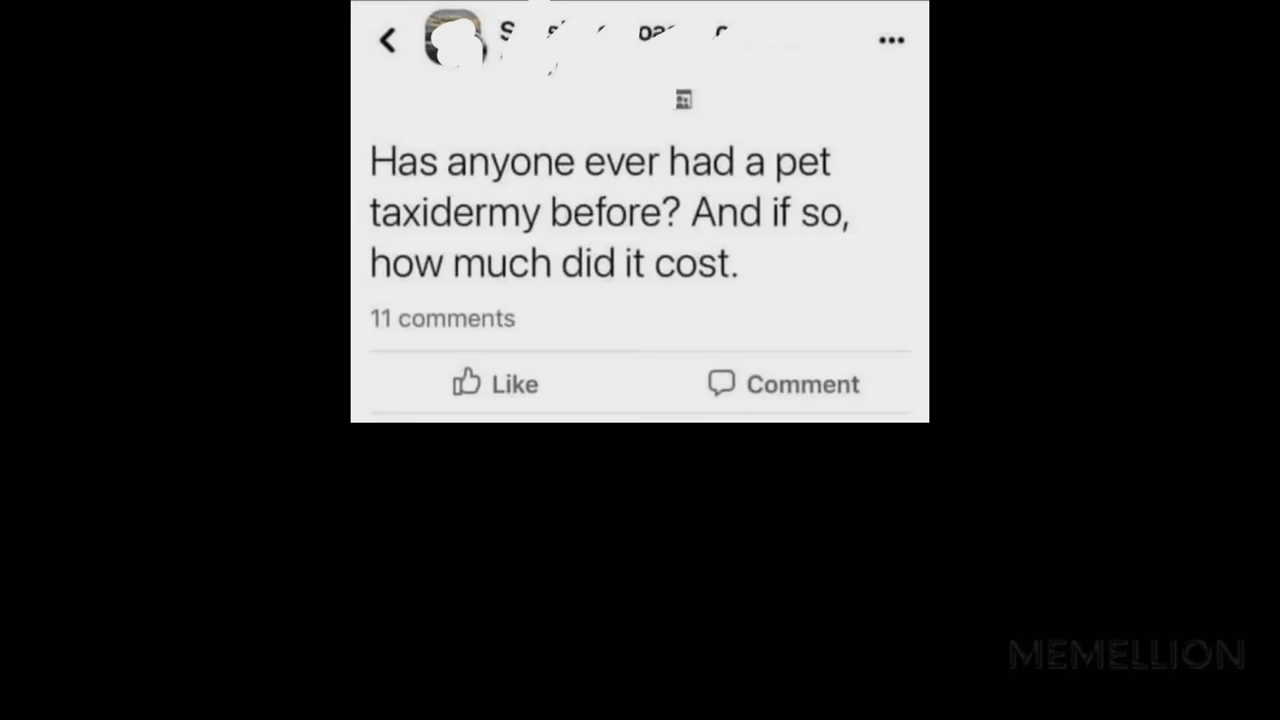 Has anyone ever had a pet
taxidermy before? And if so,
how much did it cost.
11 comments
Like
Comment
MEMELLION